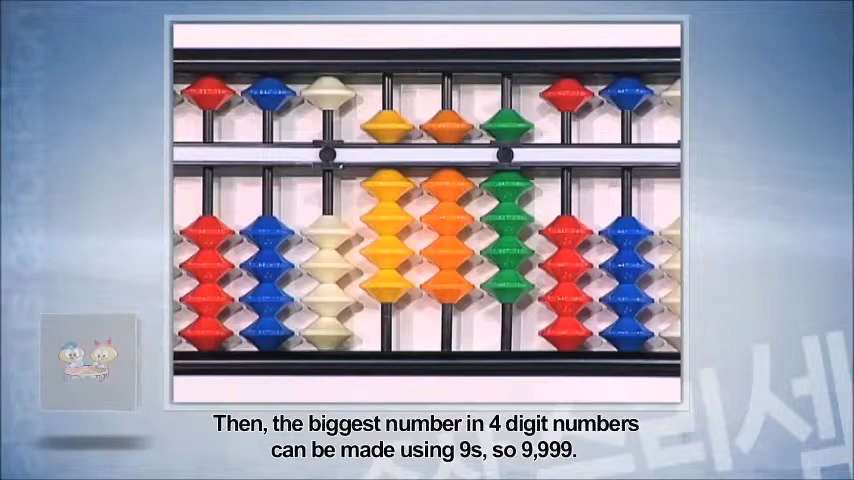 Then, the biggest number in 4 digit numbers
can be made using 9s, so 9,999.